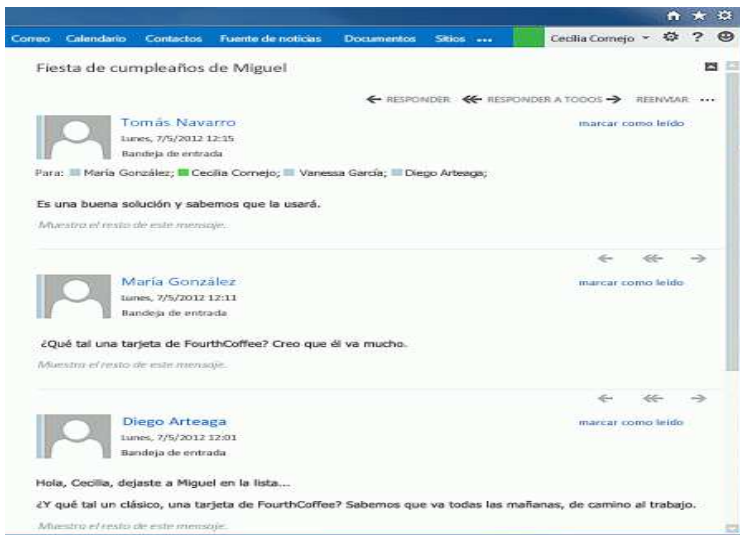 Correo Calendario Contactos Fuente de noticias Documentos Sitios ... Cecilia Cornejo ?
Fiesta de cumpleaños de Miguel
RESPONDER RESPONDER A TODOS REENVIAR ...
Tomás Navarro marcar como leído
Lunes, 7/5/2012 12:15
Bandeja de entrada
Para: María González; Cecilia Cornejo; Vanessa García; Diego Arteaga;
Es una buena solución y sabemos que la usará.
Muestra el resto de este mensaje.
María González marcar como leído
Lunes, 7/5/2012 12:11
Bandeja de entrada
¿Qué tal una tarjeta de FourthCoffee? Creo que él va mucho.
Muestra el resto de este mensaje.
Diego Arteaga marcar como leído
Lunes, 7/5/2012 12:01
Bandeja de entrada
Hola, Cecilia, dejaste a Miguel en la lista...
¿Y qué tal un clásico, una tarjeta de FourthCoffee? Sabemos que va todas las mañanas, de camino al trabajo.
Muestra el resto de este mensaje.